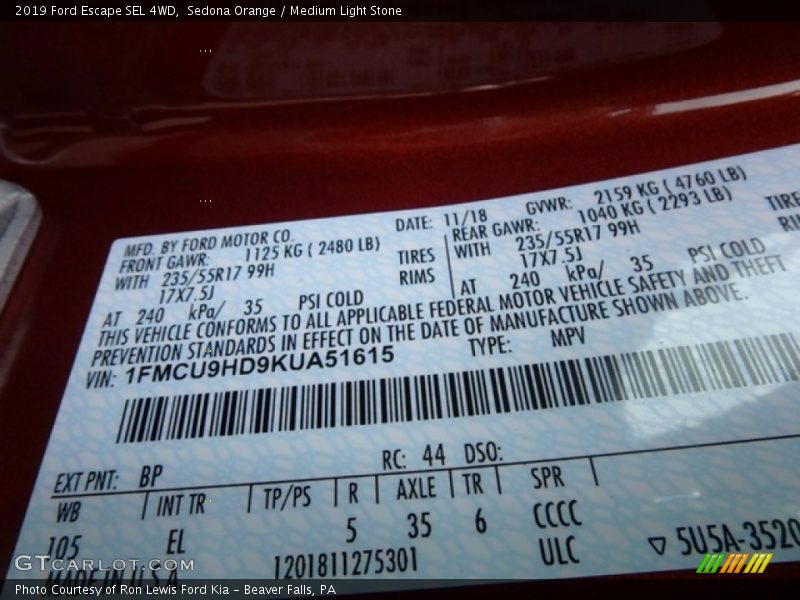 2019 Ford Escape SEL 4WD, Sedona Orange / Medium Light Stone
MFD. BY FORD MOTOR CO. DATE: 11/18 GVWR: 2159 KG ( 4760 LB)
FRONT GAWR: 1125 KG ( 2480 LB) REAR GAWR: 1040 KG ( 2293 LB)
WITH 235/55R17 99H TIRES WITH 235/55R17 99H TIRE
17X7.5J RIMS 17X7.5J RI
AT 240 kPa/ 35 PSI COLD AT 240 kPa/ 35 PSI COLD
THIS VEHICLE CONFORMS TO ALL APPLICABLE FEDERAL MOTOR VEHICLE SAFETY AND THEFT
PREVENTION STANDARDS IN EFFECT ON THE DATE OF MANUFACTURE SHOWN ABOVE.
VIN: 1FMCU9HD9KUA51615 TYPE: MPV
EXT PNT: BP RC: 44 DSO:
WB INT TR TP/PS R AXLE TR SPR
105 EL 5 35 6 CCCC
1201811275301 ULC 5U5A-3520
MADE IN U.S.A.
GTCARLOT.COM
Photo Courtesy of Ron Lewis Ford Kia – Beaver Falls, PA